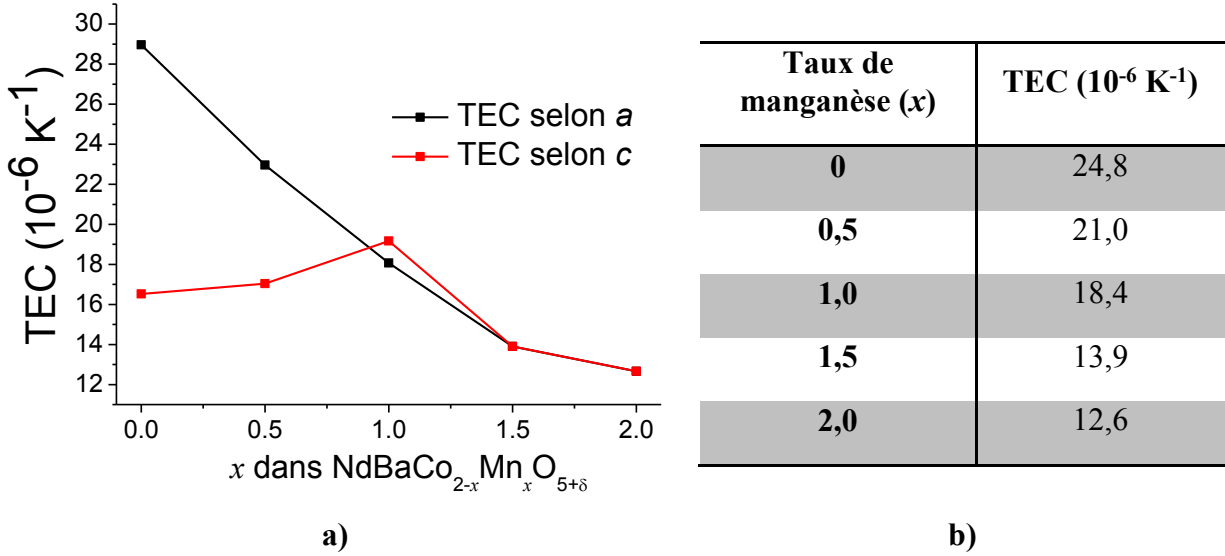 30
28
26
24
22
20
18
16
14
12
TEC (10⁻⁶ K⁻¹)
TEC selon a
TEC selon c
0.0 0.5 1.0 1.5 2.0
x dans NdBaCo₂₋ₓMnₓO₅₊δ
a)
Taux de
manganèse (x)
TEC (10⁻⁶ K⁻¹)
0 24,8
0,5 21,0
1,0 18,4
1,5 13,9
2,0 12,6
b)